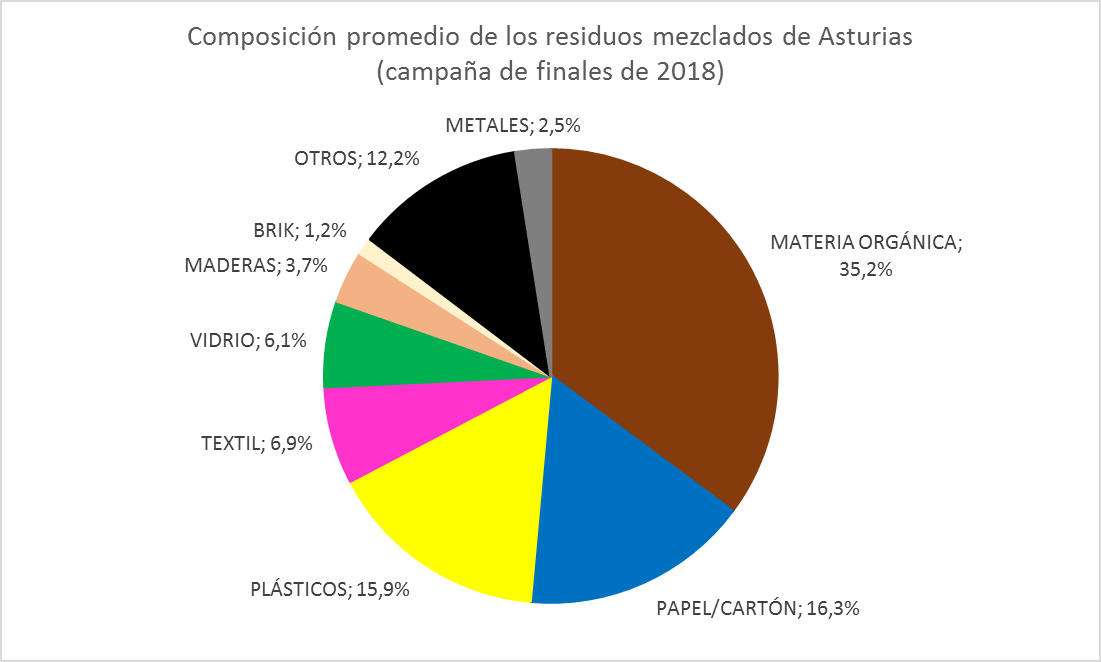 Composición promedio de los residuos mezclados de Asturias
(campaña de finales de 2018)
METALES; 2,5%
OTROS; 12,2%
BRIK; 1,2%
MADERAS; 3,7%
VIDRIO; 6,1%
TEXTIL; 6,9%
PLÁSTICOS; 15,9%
PAPEL/CARTÓN; 16,3%
MATERIA ORGÁNICA;
35,2%